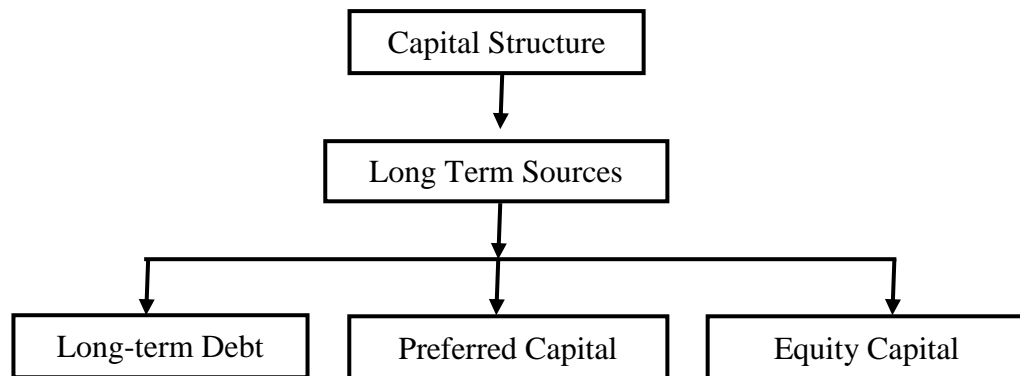 Capital Structure
Long Term Sources
Long-term Debt
Preferred Capital
Equity Capital